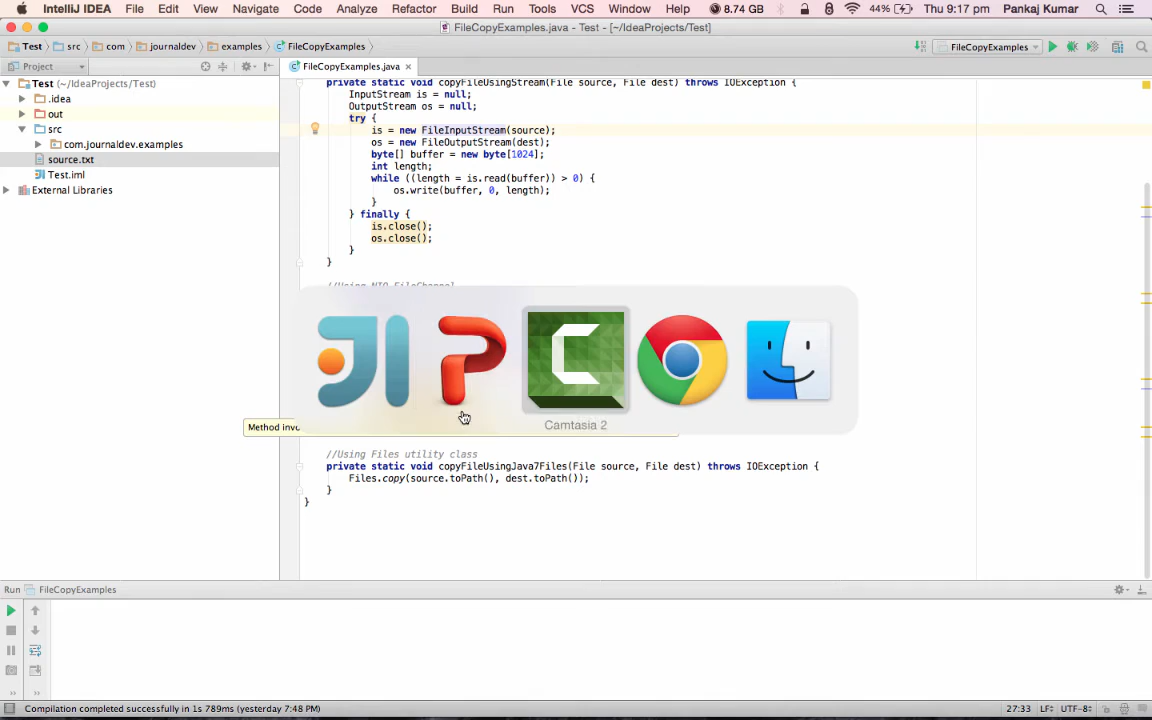 IntelliJ IDEA File Edit View Navigate Code Analyze Refactor Build Run Tools VCS Window Help 8.74 GB 44% Thu 9:17 pm Pankaj Kumar
FileCopyExamples.java - Test - [~/IdeaProjects/Test]
Test src com journaldev examples FileCopyExamples FileCopyExamples
Project FileCopyExamples.java
Test (~/IdeaProjects/Test)
.idea
out
src
com.journaldev.examples
source.txt
Test.iml
External Libraries
private static void copyFileUsingStream(File source, File dest) throws IOException {
InputStream is = null;
OutputStream os = null;
try {
is = new FileInputStream(source);
os = new FileOutputStream(dest);
byte[] buffer = new byte[1024];
int length;
while ((length = is.read(buffer)) > 0) {
os.write(buffer, 0, length);
}
} finally {
is.close();
os.close();
}
}
//Using NIO FileChannel
Camtasia 2
Method
//Using Files utility class
private static void copyFileUsingJava7Files(File source, File dest) throws IOException {
Files.copy(source.toPath(), dest.toPath());
}
}
Run FileCopyExamples
Compilation completed successfully in 1s 789ms (yesterday 7:48 PM) 27:33 LF UTF-8